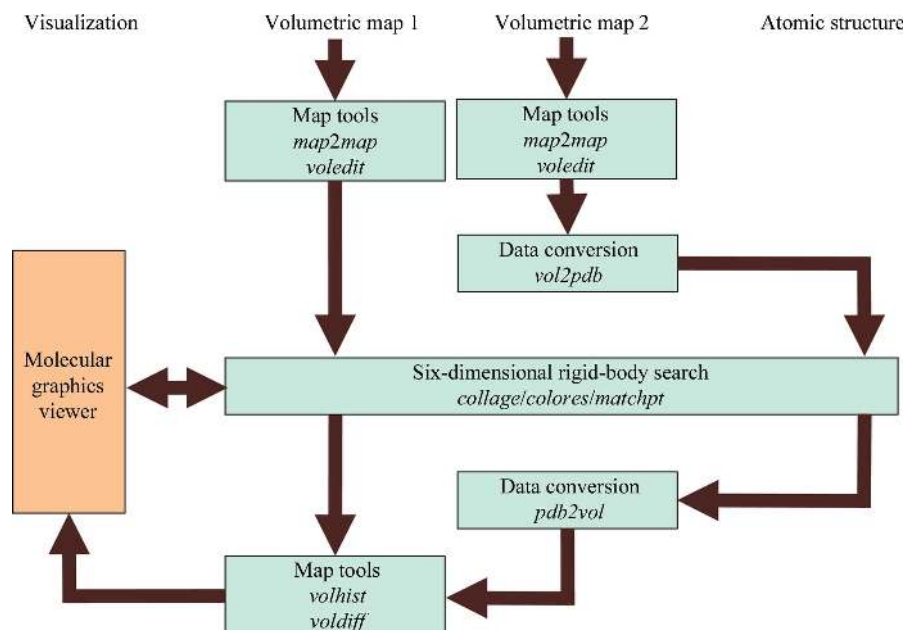 Visualization
Volumetric map 1
Volumetric map 2
Atomic structure
Map tools
map2map
voledit
Map tools
map2map
voledit
Data conversion
vol2pdb
Molecular
graphics
viewer
Six-dimensional rigid-body search
collage/colores/matchpt
Data conversion
pdb2vol
Map tools
volhist
voldiff